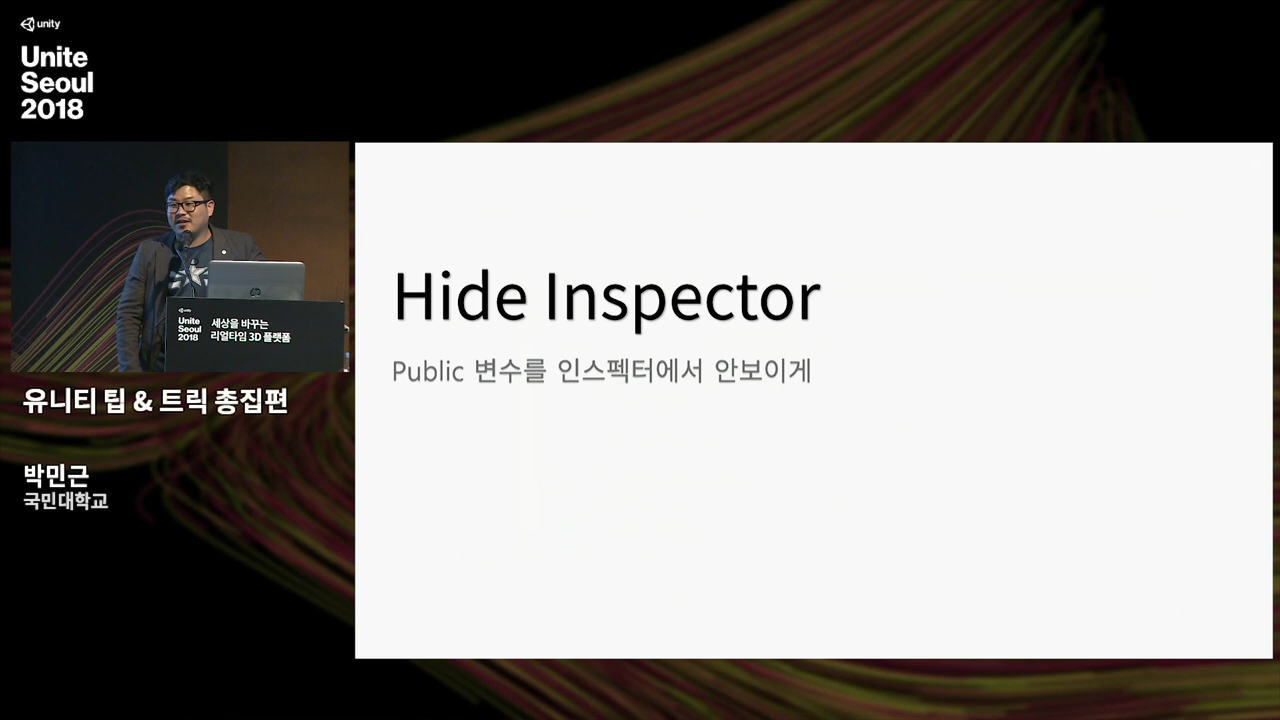 unity
Unite
Seoul
2018
Unite
Seoul
2018
세상을 바꾸는
리얼타임 3D 플랫폼
유니티 팁 & 트릭 총집편
박민근
국민대학교
Hide Inspector
Public 변수를 인스펙터에서 안보이게